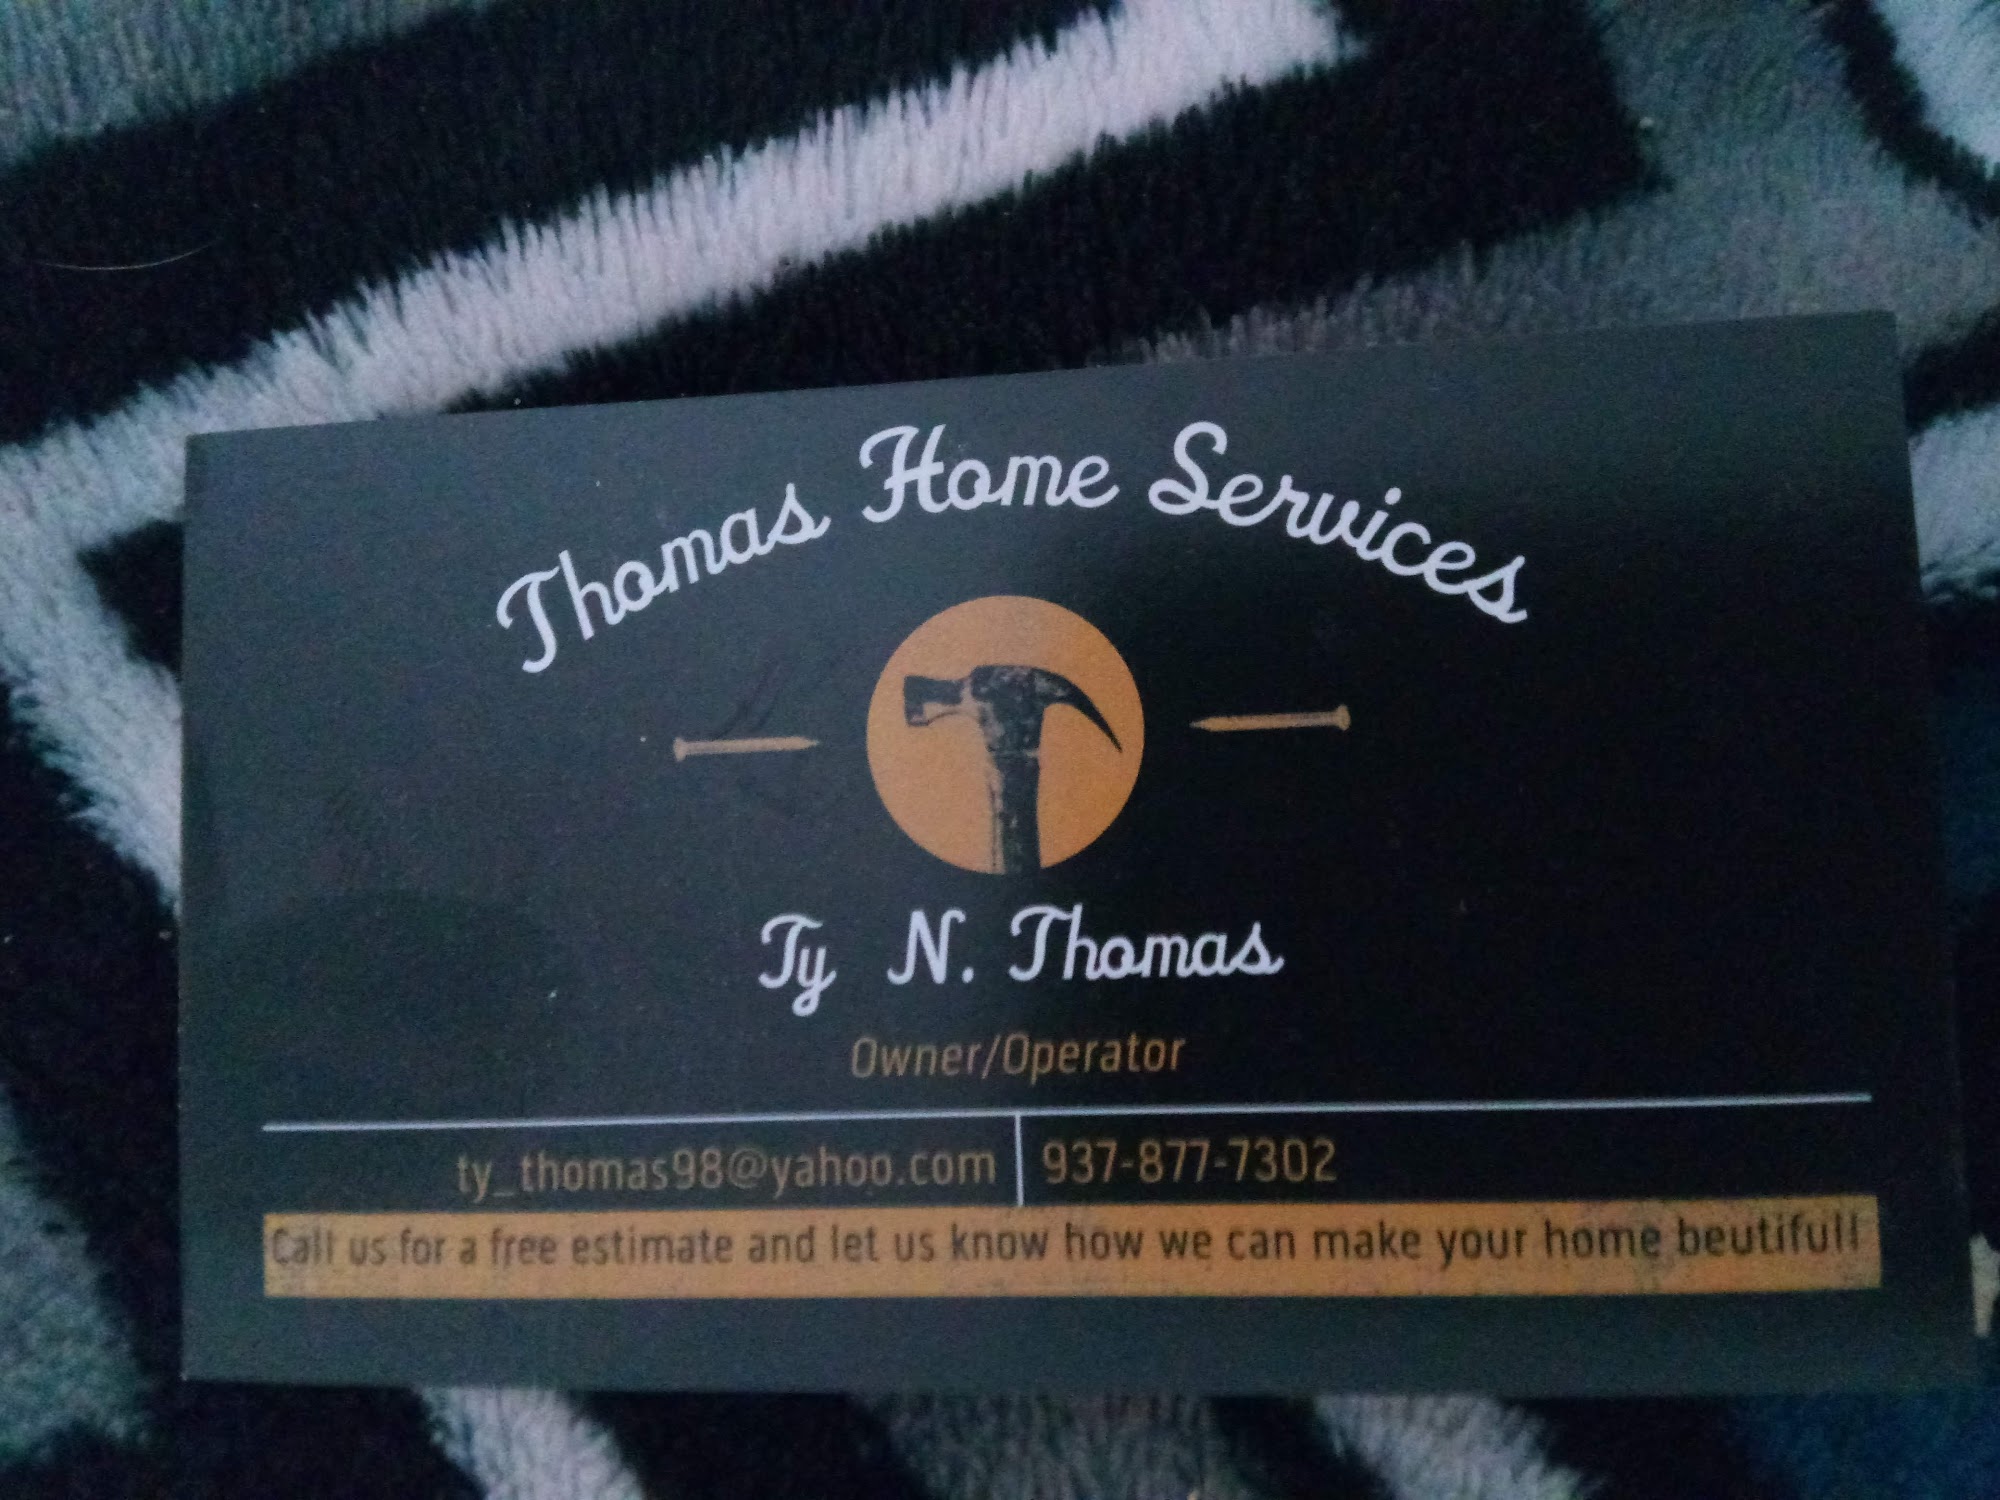 Thomas Home Services
Ty N. Thomas
Owner/Operator
ty_thomas98@yahoo.com
937-877-7302
Call us for a free estimate and let us know how we can make your home beutiful!